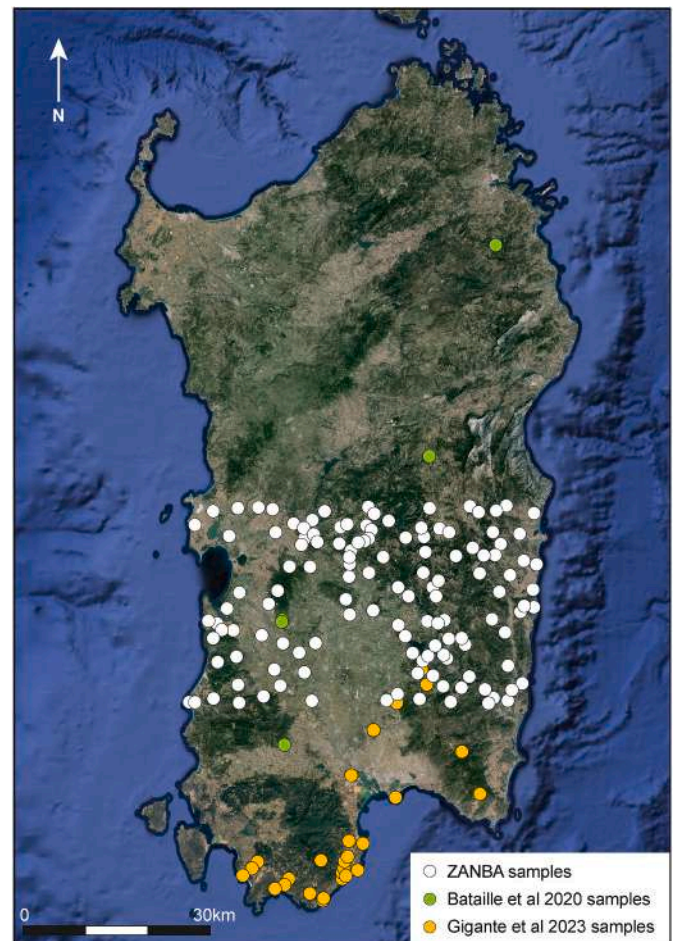 N
ZANBA samples
Bataille et al 2020 samples
Gigante et al 2023 samples
0 30km